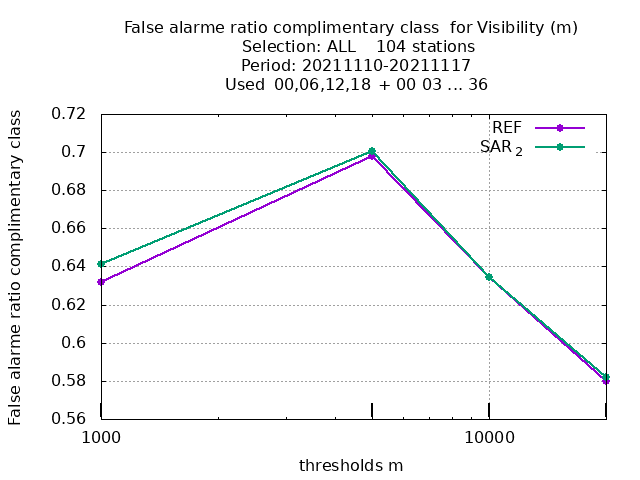 False alarme ratio complimentary class  for Visibility (m)
Selection: ALL    104 stations
Period: 20211110-20211117
Used  00,06,12,18  + 00 03 ... 36
False alarme ratio complimentary class
0.72
0.7
0.68
0.66
0.64
0.62
0.6
0.58
0.56
REF
SAR 2
1000
10000
thresholds m